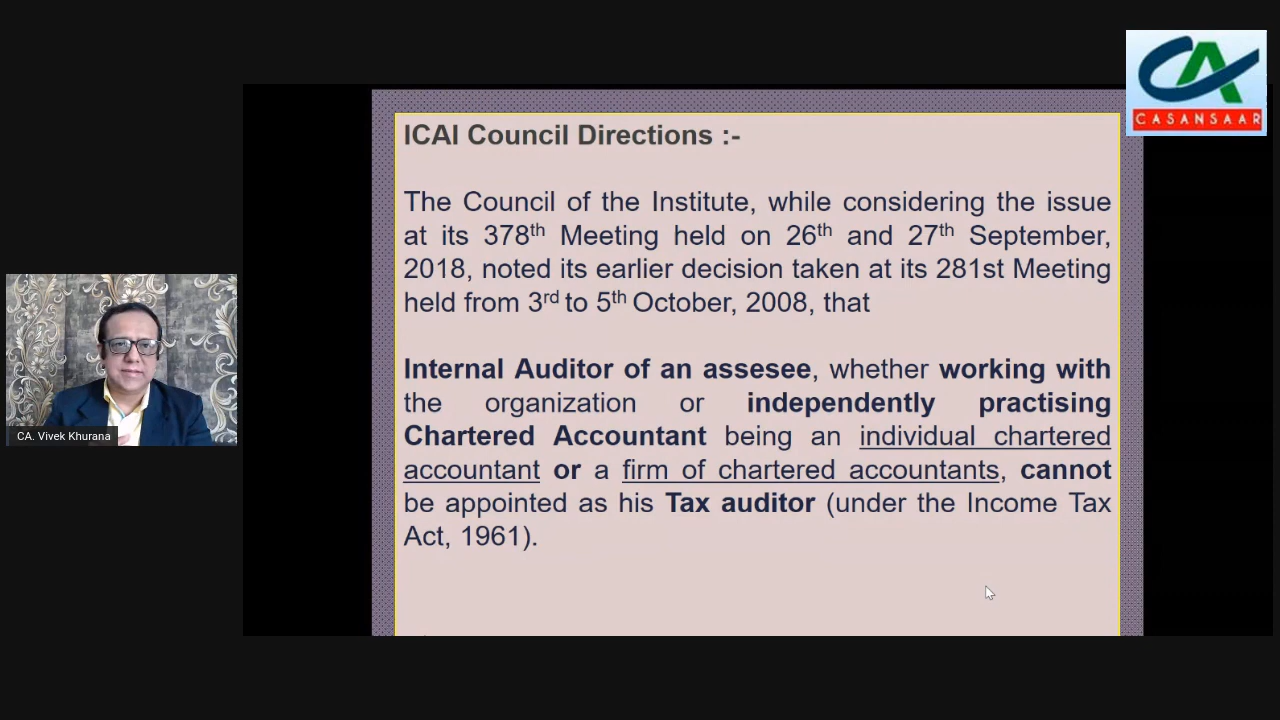 CASANSAAR
ICAI Council Directions :-
The Council of the Institute, while considering the issue
at its 378th Meeting held on 26th and 27th September,
2018, noted its earlier decision taken at its 281st Meeting
held from 3rd to 5th October, 2008, that
Internal Auditor of an assesee, whether working with
the organization or independently practising
Chartered Accountant being an individual chartered
accountant or a firm of chartered accountants, cannot
be appointed as his Tax auditor (under the Income Tax
Act, 1961).
CA. Vivek Khurana